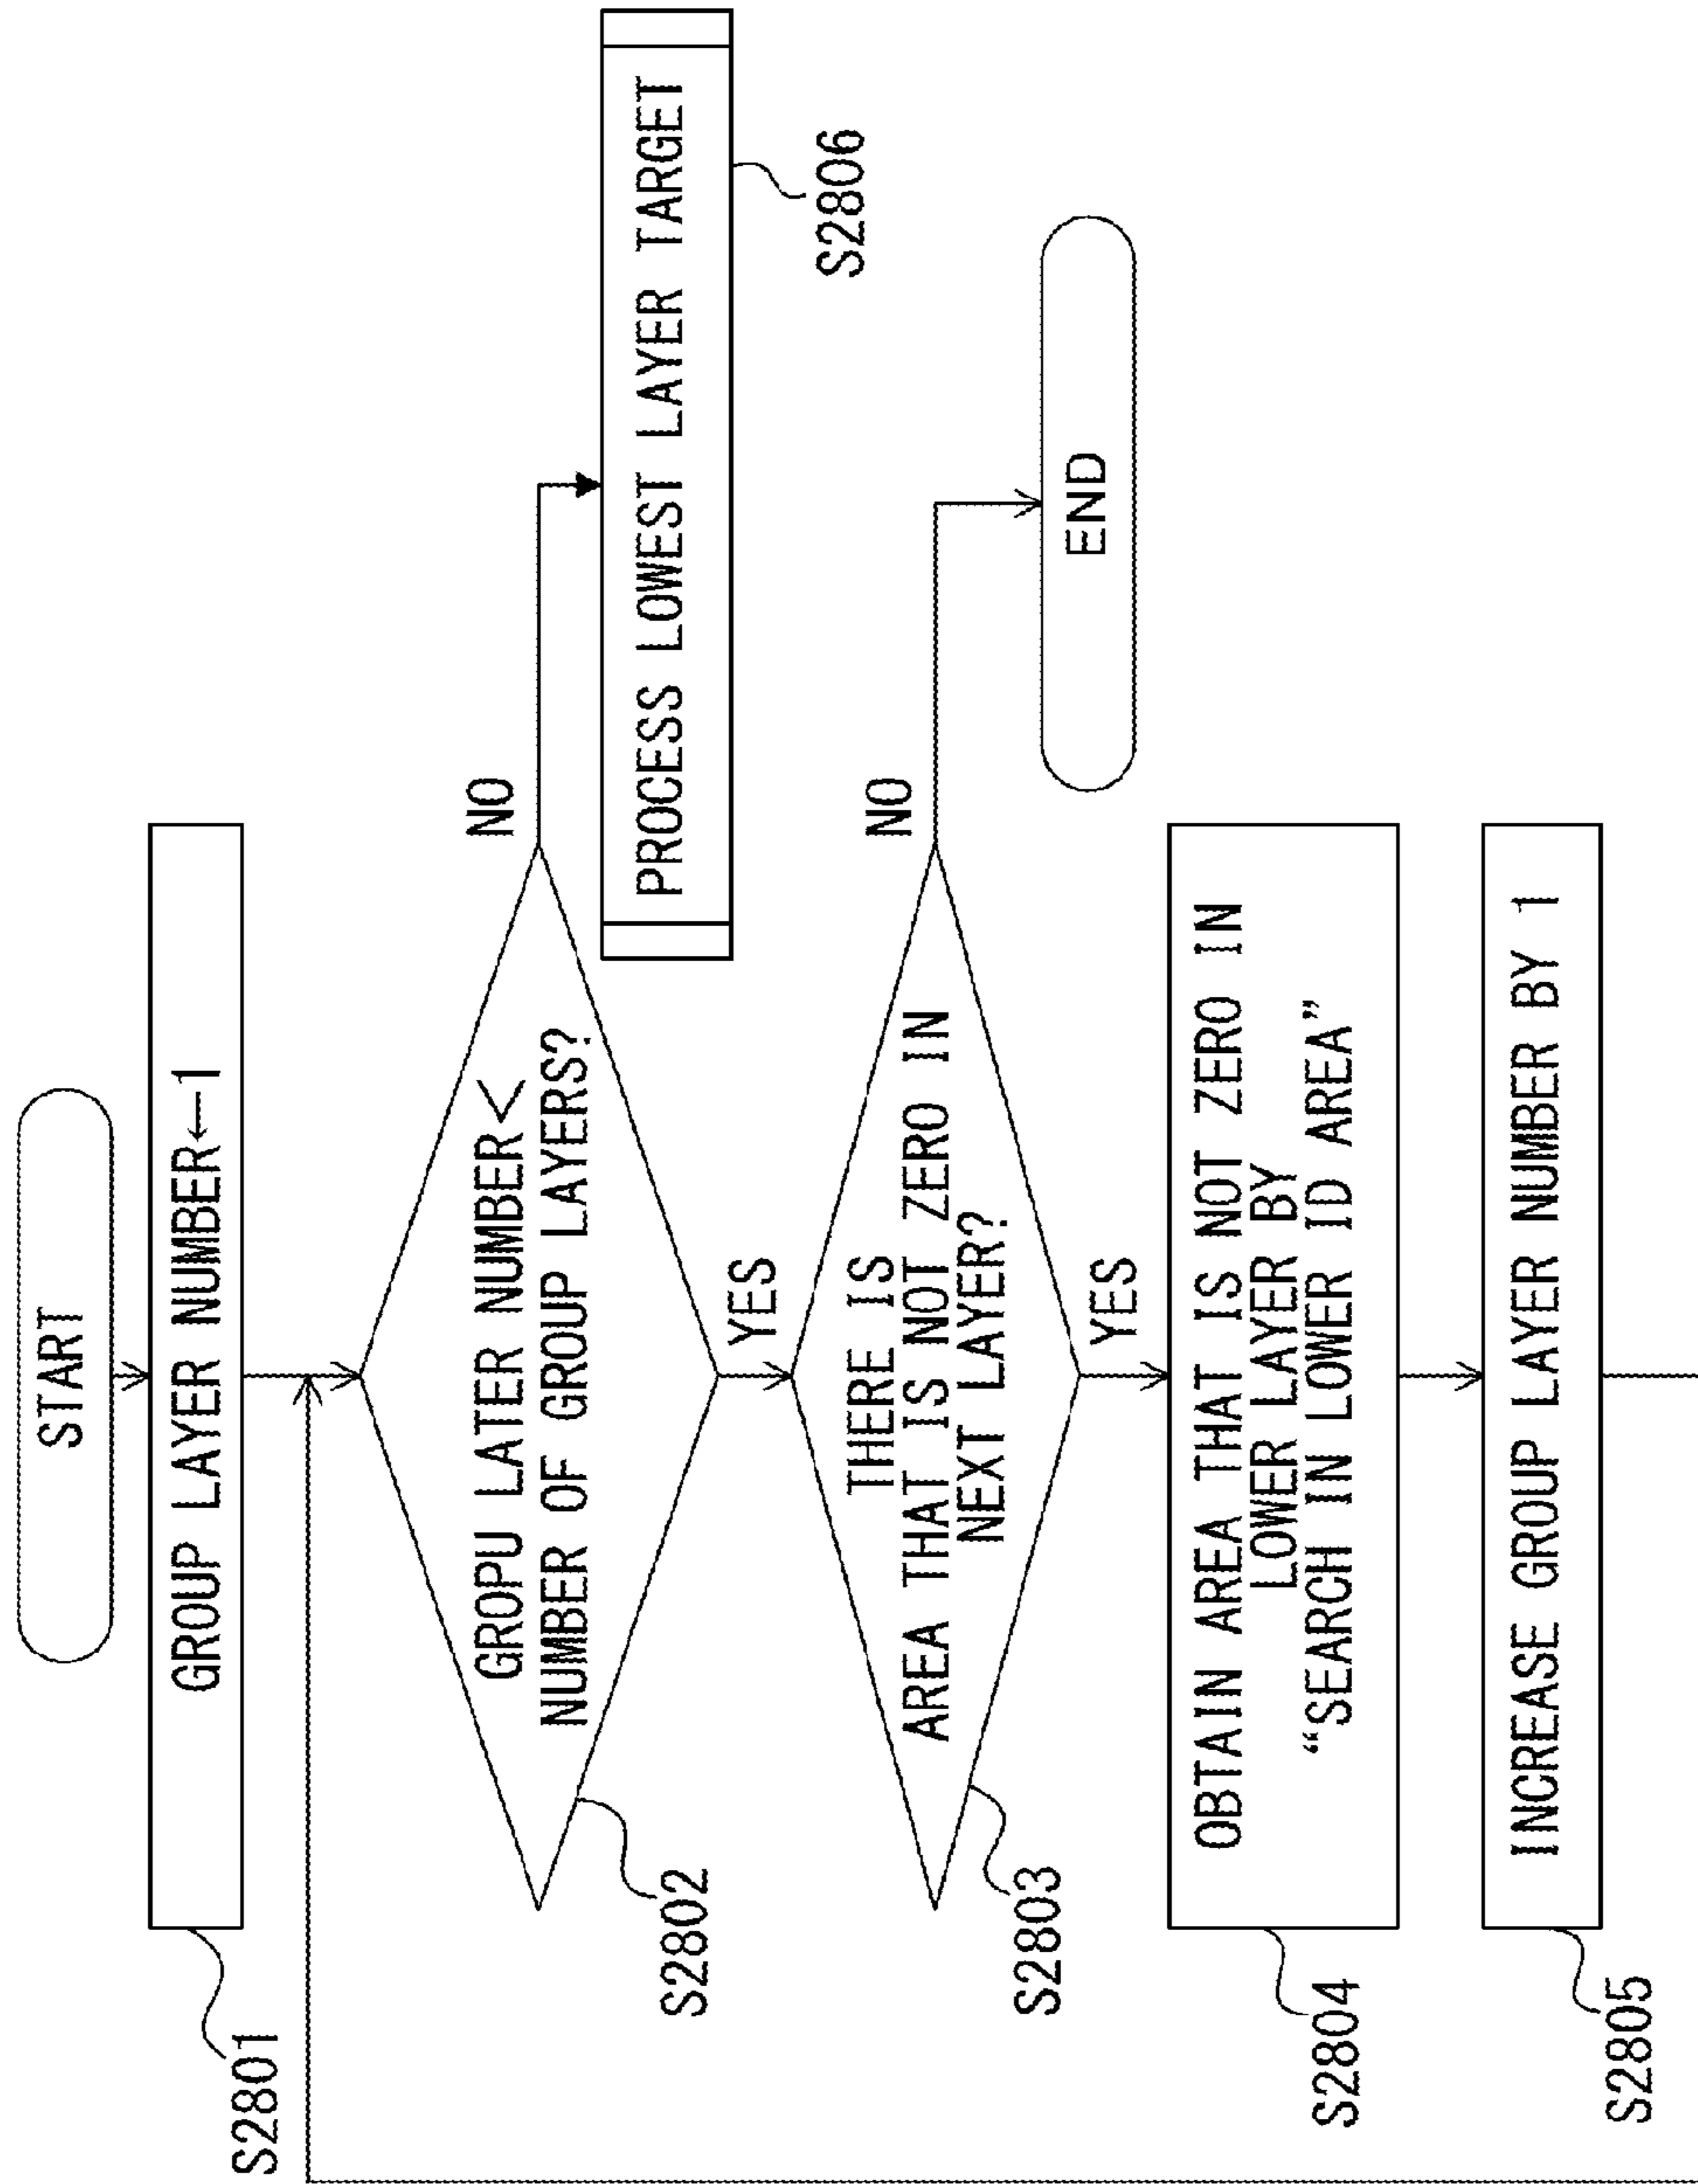 START
GROUP LAYER NUMBER←1
S2801
GROPU LATER NUMBER<
NUMBER OF GROUP LAYERS?
NO
S2802
PROCESS LOWEST LAYER TARGET
S2806
YES
THERE IS
AREA THAT IS NOT ZERO IN
NEXT LAYER?
NO
S2803
END
YES
OBTAIN AREA THAT IS NOT ZERO IN
LOWER LAYER BY
“SEARCH IN LOWER ID AREA”
S2804
INCREASE GROUP LAYER NUMBER BY 1
S2805